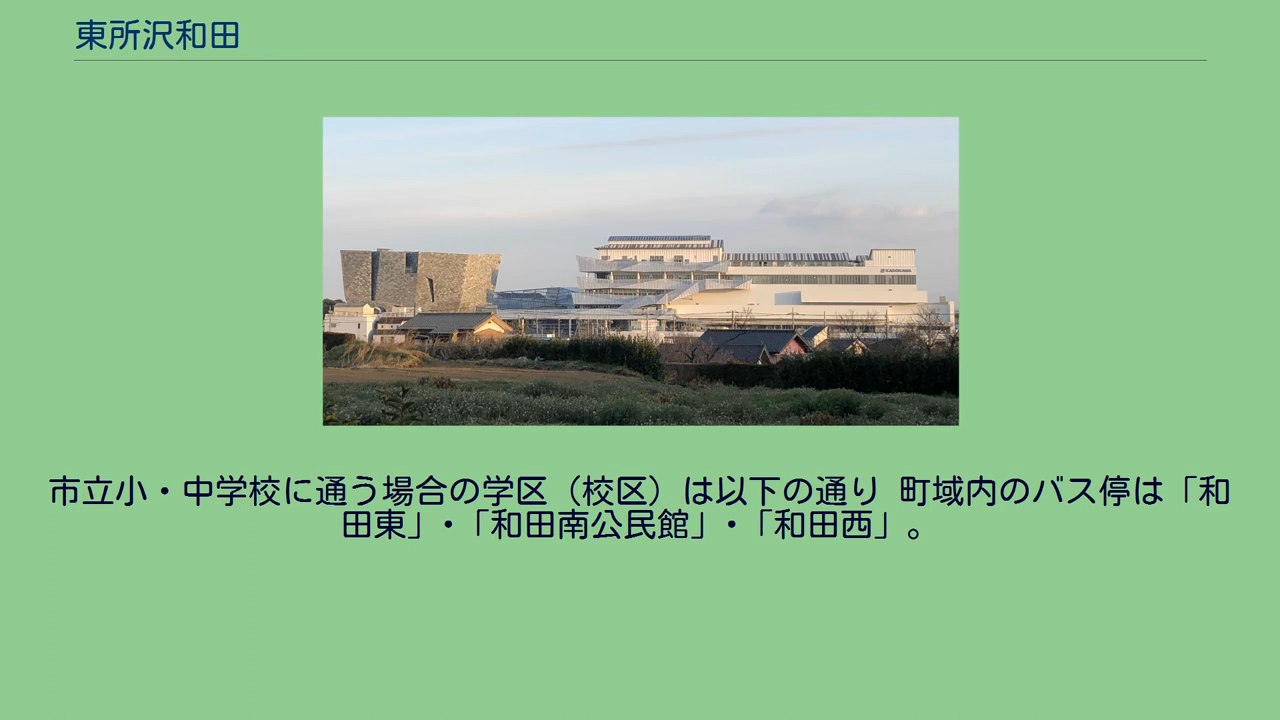 東所沢和田
市立小・中学校に通う場合の学区（校区）は以下の通り 町域内のバス停は「和
田東」・「和田南公民館」・「和田西」。